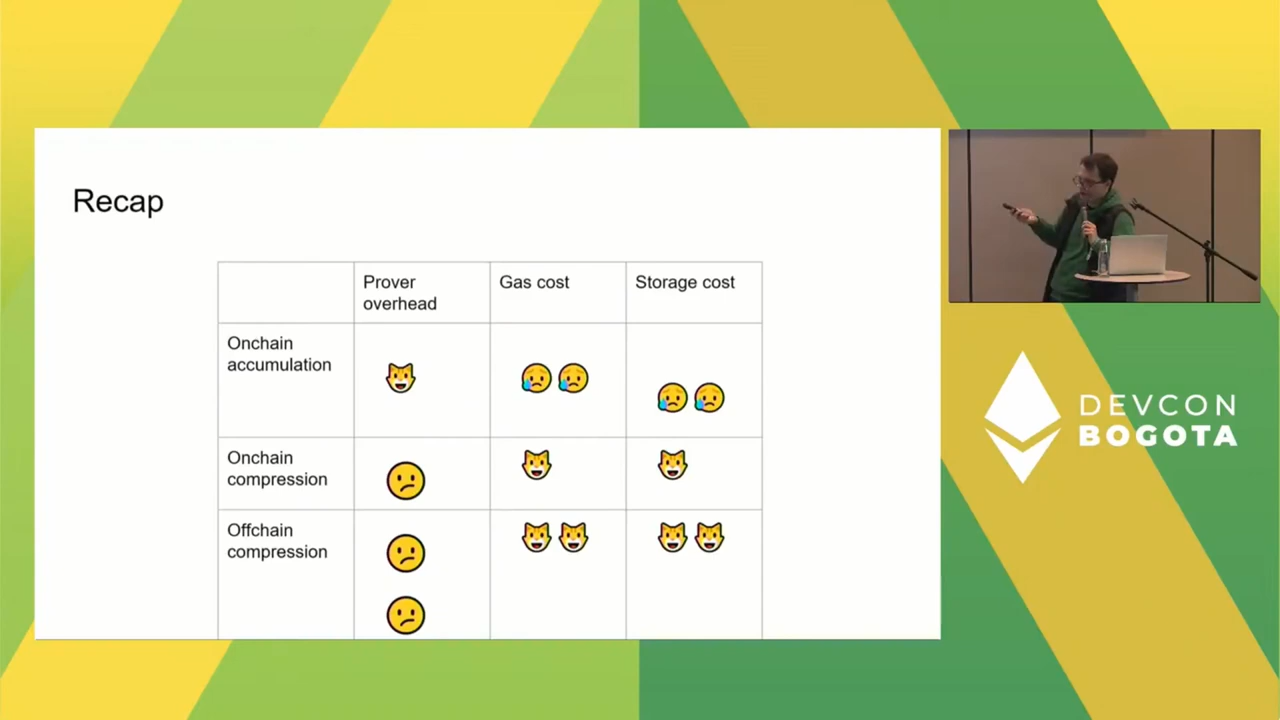 Recap
Prover
overhead
Gas cost
Storage cost
Onchain
accumulation
Onchain
compression
Offchain
compression
DEVCON
BOGOTA